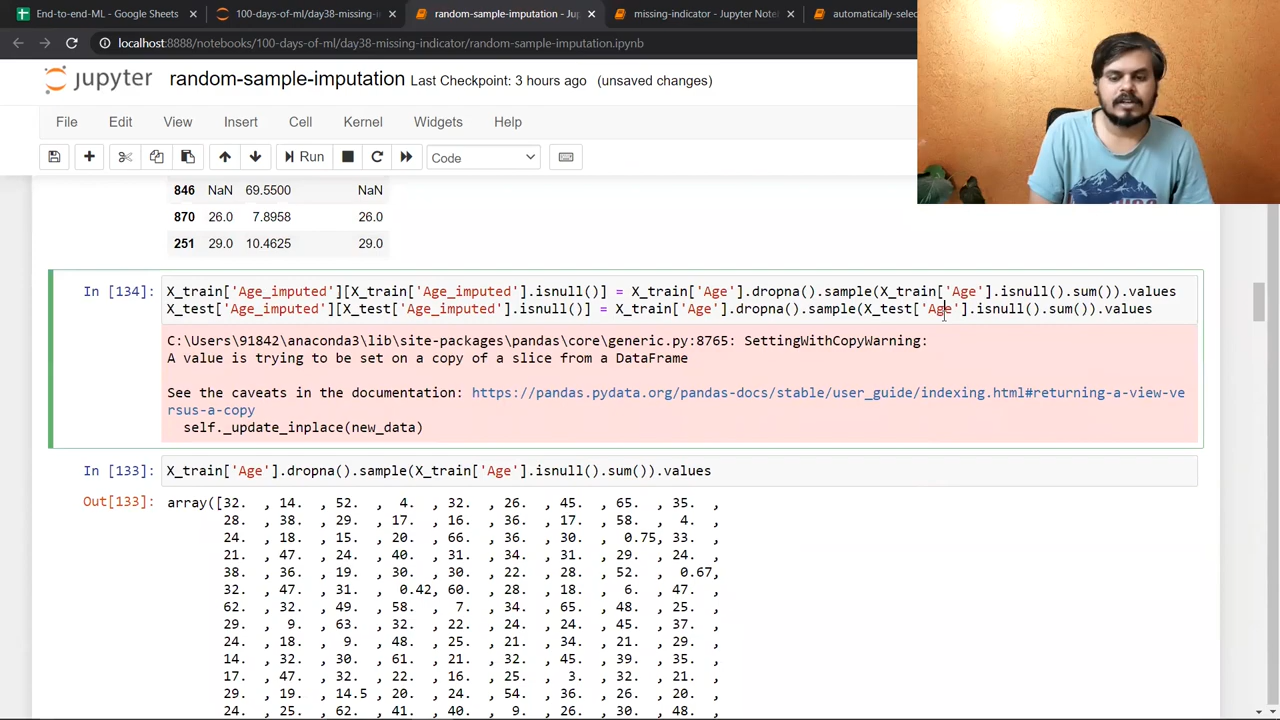 End-to-end-ML - Google Sheets
100-days-of-ml/day38-missing-in
random-sample-imputation - Jup
missing-indicator - Jupyter Note
automatically-selec
localhost:8888/notebooks/100-days-of-ml/day38-missing-indicator/random-sample-imputation.ipynb
jupyter random-sample-imputation Last Checkpoint: 3 hours ago (unsaved changes)
File Edit View Insert Cell Kernel Widgets Help
Run Code
846 NaN 69.5500 NaN
870 26.0 7.8958 26.0
251 29.0 10.4625 29.0
In [134]: X_train['Age_imputed'][X_train['Age_imputed'].isnull()] = X_train['Age'].dropna().sample(X_train['Age'].isnull().sum()).values
X_test['Age_imputed'][X_test['Age_imputed'].isnull()] = X_train['Age'].dropna().sample(X_test['Age'].isnull().sum()).values
C:\Users\91842\anaconda3\lib\site-packages\pandas\core\generic.py:8765: SettingWithCopyWarning:
A value is trying to be set on a copy of a slice from a DataFrame
See the caveats in the documentation: https://pandas.pydata.org/pandas-docs/stable/user_guide/indexing.html#returning-a-view-ve
rsus-a-copy
self._update_inplace(new_data)
In [133]: X_train['Age'].dropna().sample(X_train['Age'].isnull().sum()).values
Out[133]: array([32. , 14. , 52. , 4. , 32. , 26. , 45. , 65. , 35. ,
28. , 38. , 29. , 17. , 16. , 36. , 17. , 58. , 4. ,
24. , 18. , 15. , 20. , 66. , 36. , 30. , 0.75, 33. ,
21. , 47. , 24. , 40. , 31. , 34. , 31. , 29. , 24. ,
38. , 36. , 19. , 30. , 30. , 22. , 28. , 52. , 0.67,
32. , 47. , 31. , 0.42, 60. , 28. , 18. , 6. , 47. ,
62. , 32. , 49. , 58. , 7. , 34. , 65. , 48. , 25. ,
29. , 9. , 63. , 32. , 22. , 24. , 24. , 45. , 37. ,
24. , 18. , 9. , 48. , 25. , 21. , 34. , 21. , 29. ,
14. , 32. , 30. , 61. , 21. , 32. , 45. , 39. , 35. ,
17. , 47. , 32. , 22. , 16. , 25. , 3. , 32. , 21. ,
29. , 19. , 14.5 , 20. , 24. , 54. , 36. , 26. , 20. ,
24. , 25. , 62. , 41. , 40. , 9. , 26. , 30. , 48. ,